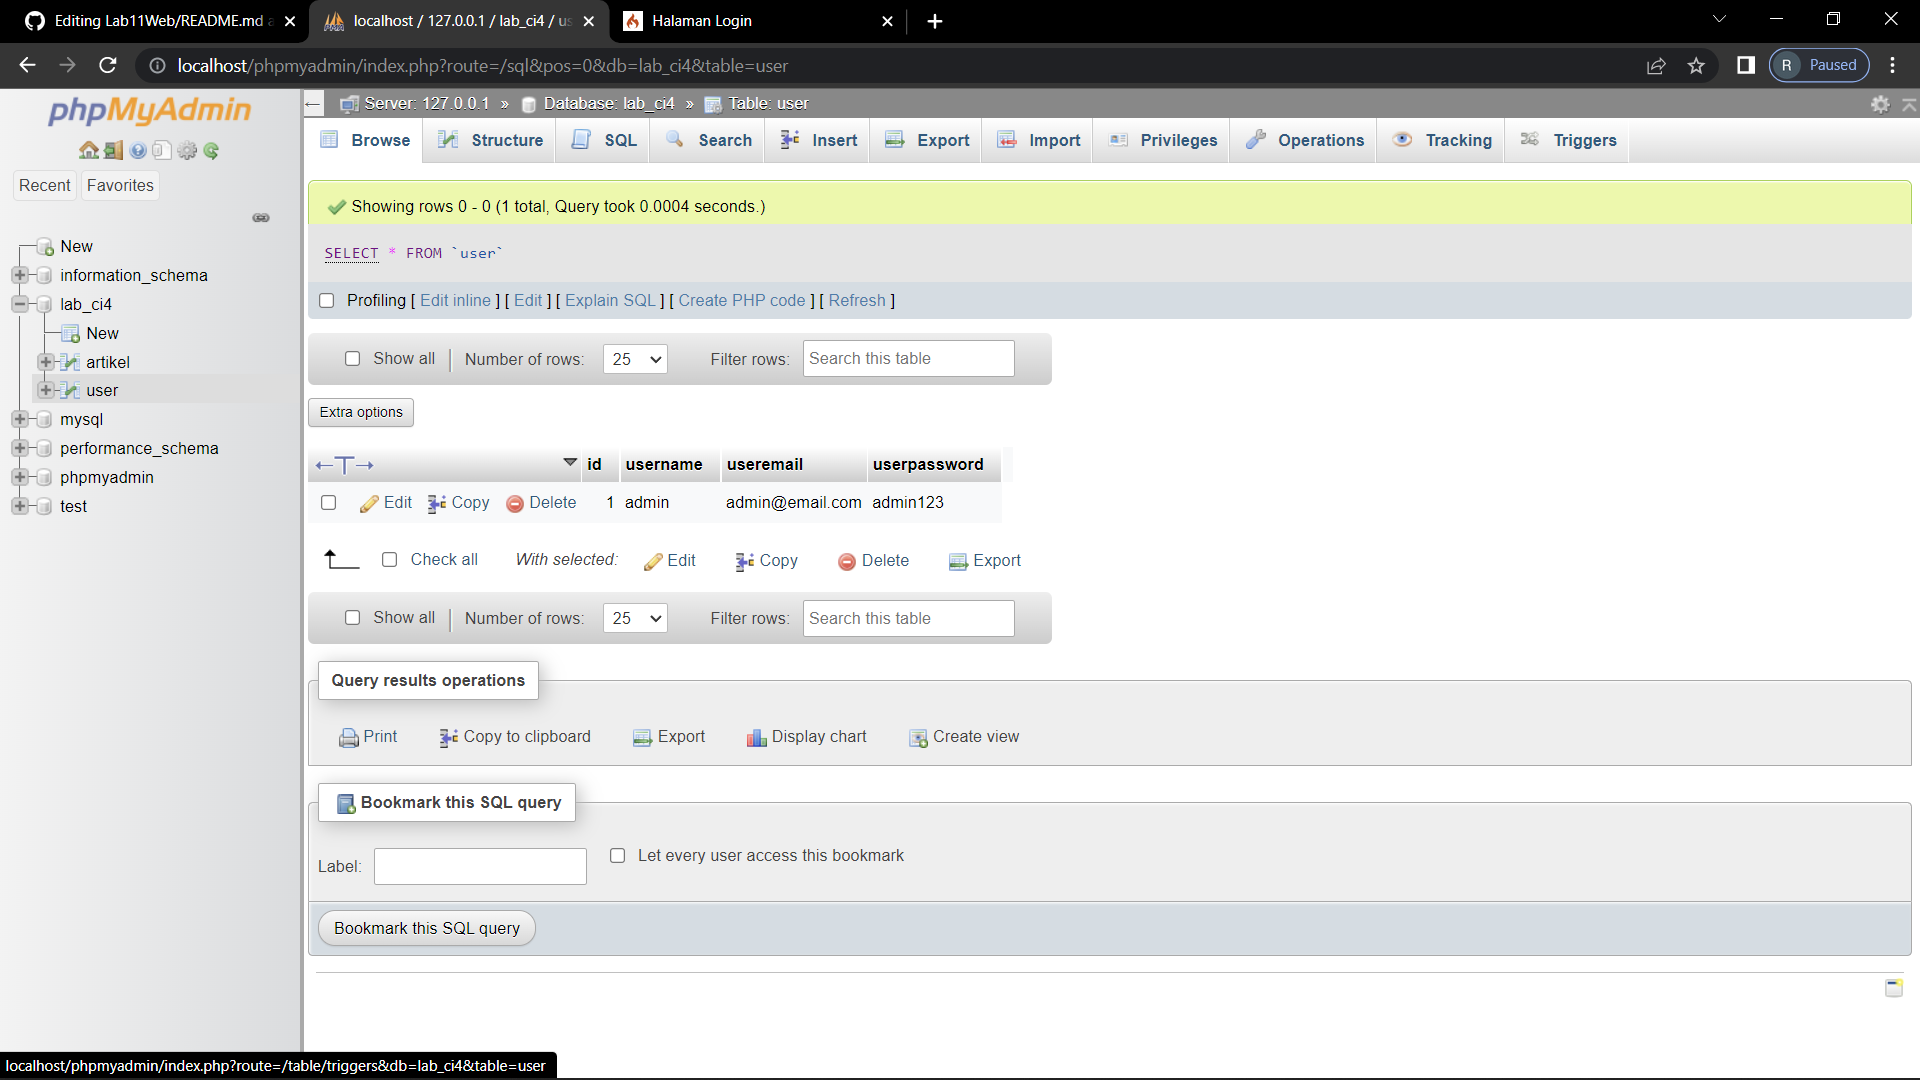 Editing Lab11Web/README.md a
localhost / 127.0.0.1 / lab_ci4 / us
Halaman Login
localhost/phpmyadmin/index.php?route=/sql&pos=0&db=lab_ci4&table=user
R Paused
phpMyAdmin
Recent Favorites
New
information_schema
lab_ci4
New
artikel
user
mysql
performance_schema
phpmyadmin
test
Server: 127.0.0.1 » Database: lab_ci4 » Table: user
Browse Structure SQL Search Insert Export Import Privileges Operations Tracking Triggers
Showing rows 0 - 0 (1 total, Query took 0.0004 seconds.)
SELECT * FROM `user`
Profiling [ Edit inline ] [ Edit ] [ Explain SQL ] [ Create PHP code ] [ Refresh ]
Show all Number of rows: 25 Filter rows: Search this table
Extra options
id username useremail userpassword
Edit Copy Delete 1 admin admin@email.com admin123
Check all With selected: Edit Copy Delete Export
Show all Number of rows: 25 Filter rows: Search this table
Query results operations
Print Copy to clipboard Export Display chart Create view
Bookmark this SQL query
Label: Let every user access this bookmark
Bookmark this SQL query
localhost/phpmyadmin/index.php?route=/table/triggers&db=lab_ci4&table=user